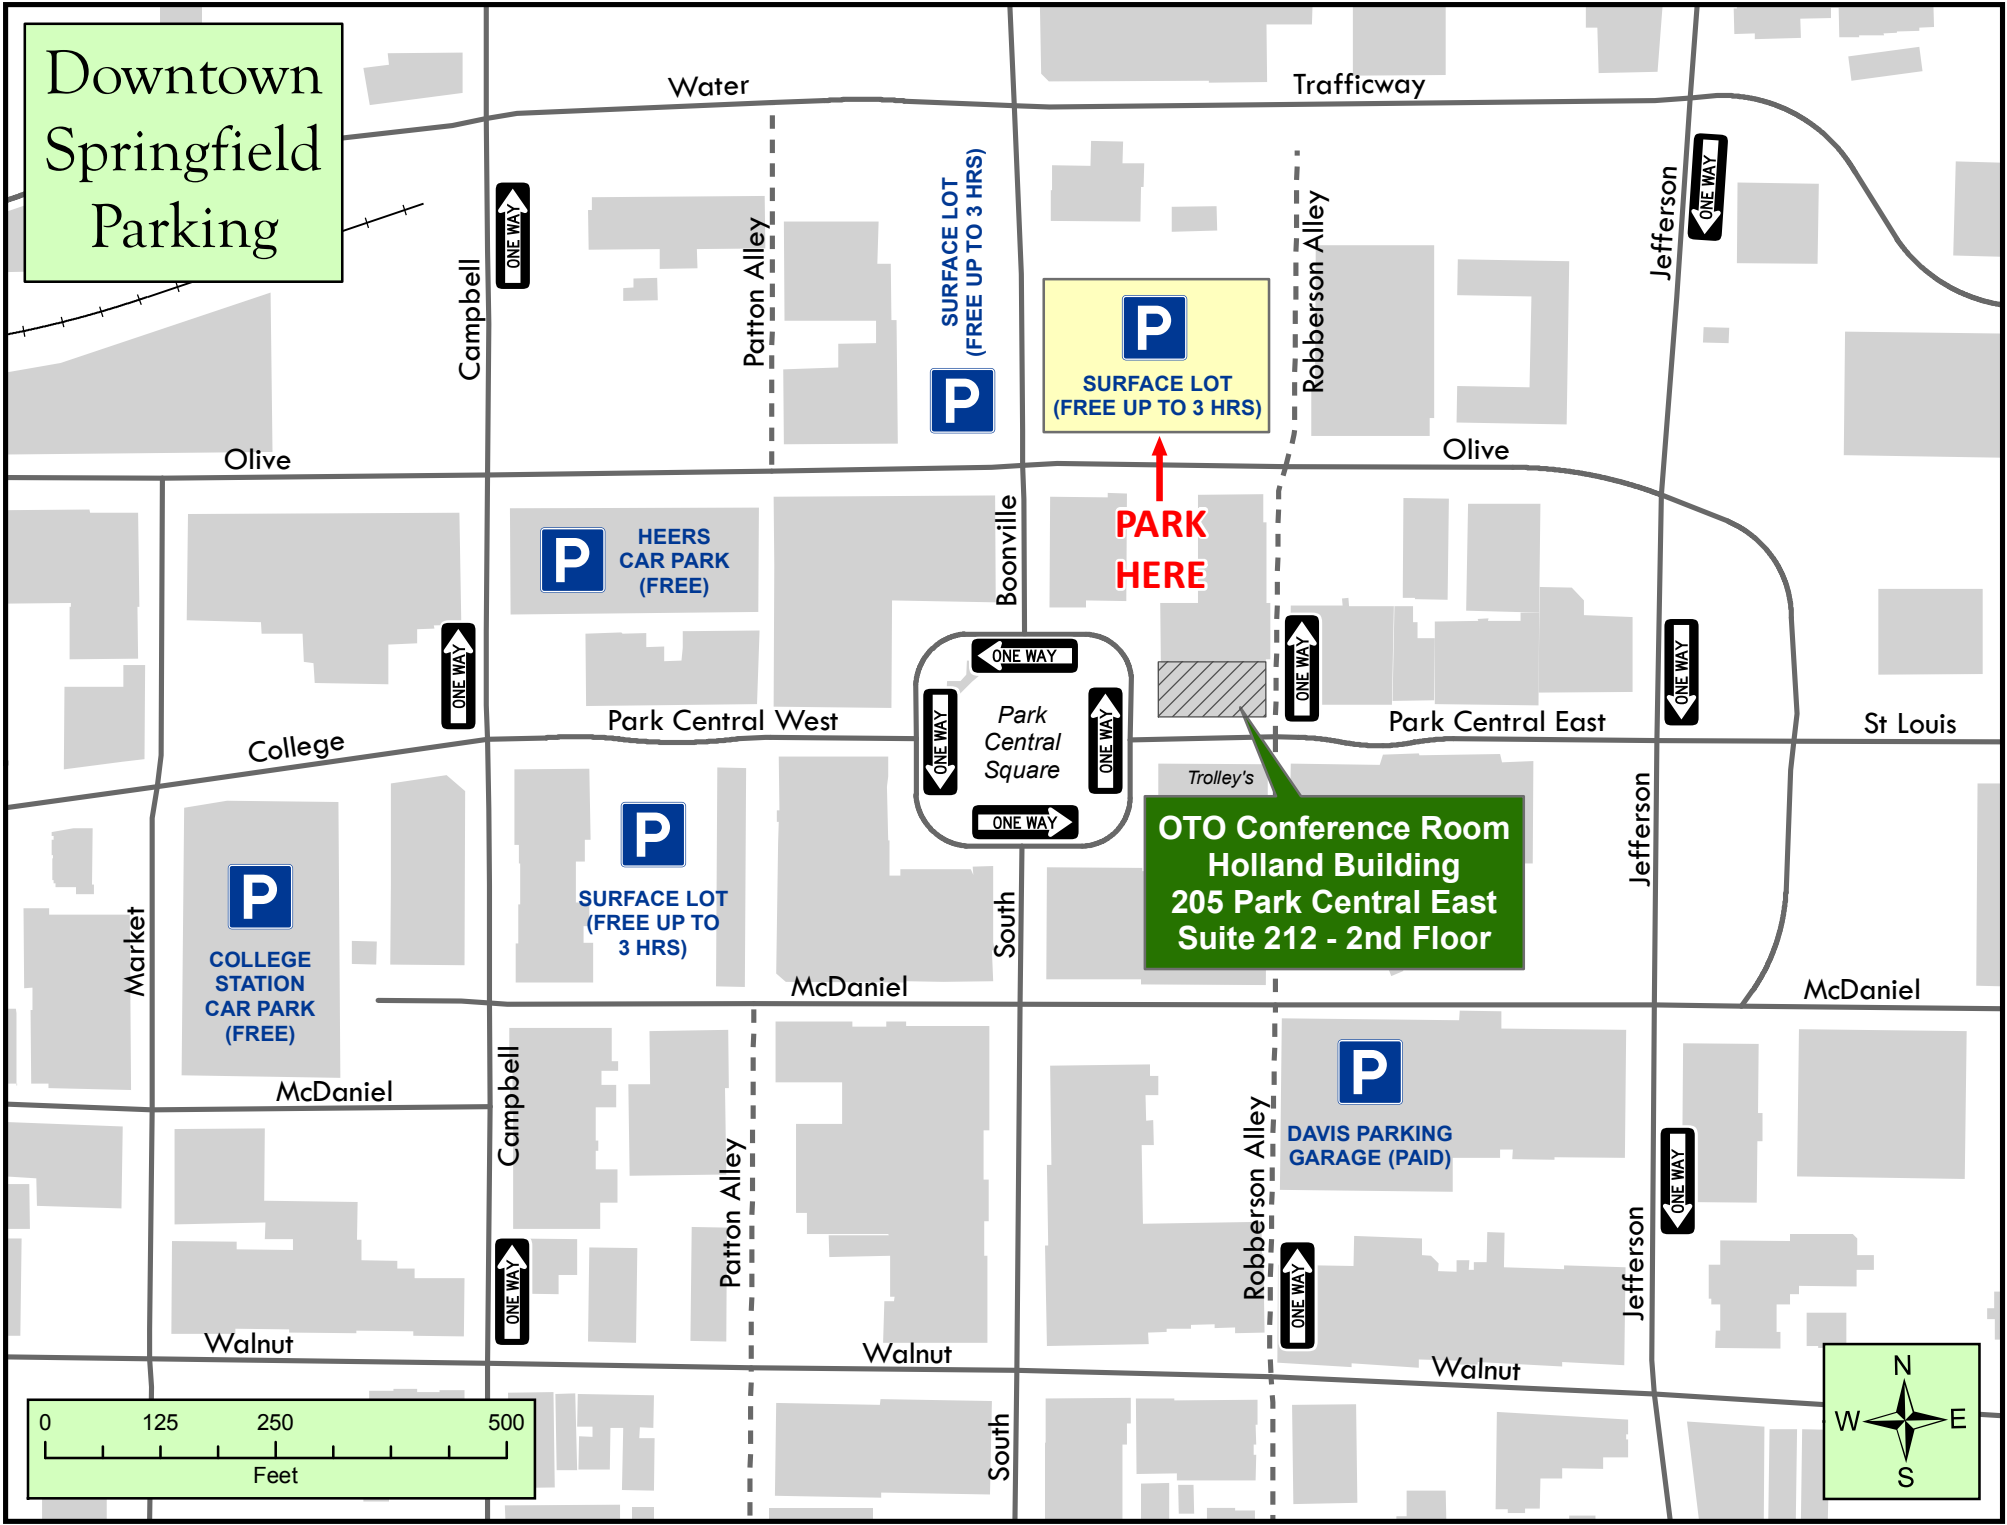 Downtown
Springfield
Parking
Water
Trafficway
Campbell
ONE WAY
Patton Alley
SURFACE LOT
(FREE UP TO 3 HRS)
P
P
SURFACE LOT
(FREE UP TO 3 HRS)
Robberson Alley
Jefferson
ONE WAY
Olive
Olive
PARK
HERE
P
HEERS
CAR PARK
(FREE)
Boonville
ONE WAY
ONE WAY
ONE WAY
ONE WAY
ONE WAY
ONE WAY
ONE WAY
Park
Central
Square
College
Park Central West
Park Central East
St Louis
Trolley's
OTO Conference Room
Holland Building
205 Park Central East
Suite 212 - 2nd Floor
Jefferson
P
SURFACE LOT
(FREE UP TO
3 HRS)
P
COLLEGE
STATION
CAR PARK
(FREE)
Market
South
McDaniel
McDaniel
McDaniel
Campbell
Patton Alley
Robberson Alley
P
DAVIS PARKING
GARAGE (PAID)
ONE WAY
Jefferson
ONE WAY
ONE WAY
Walnut
Walnut
Walnut
South
0 125 250 500
Feet
N
W E
S